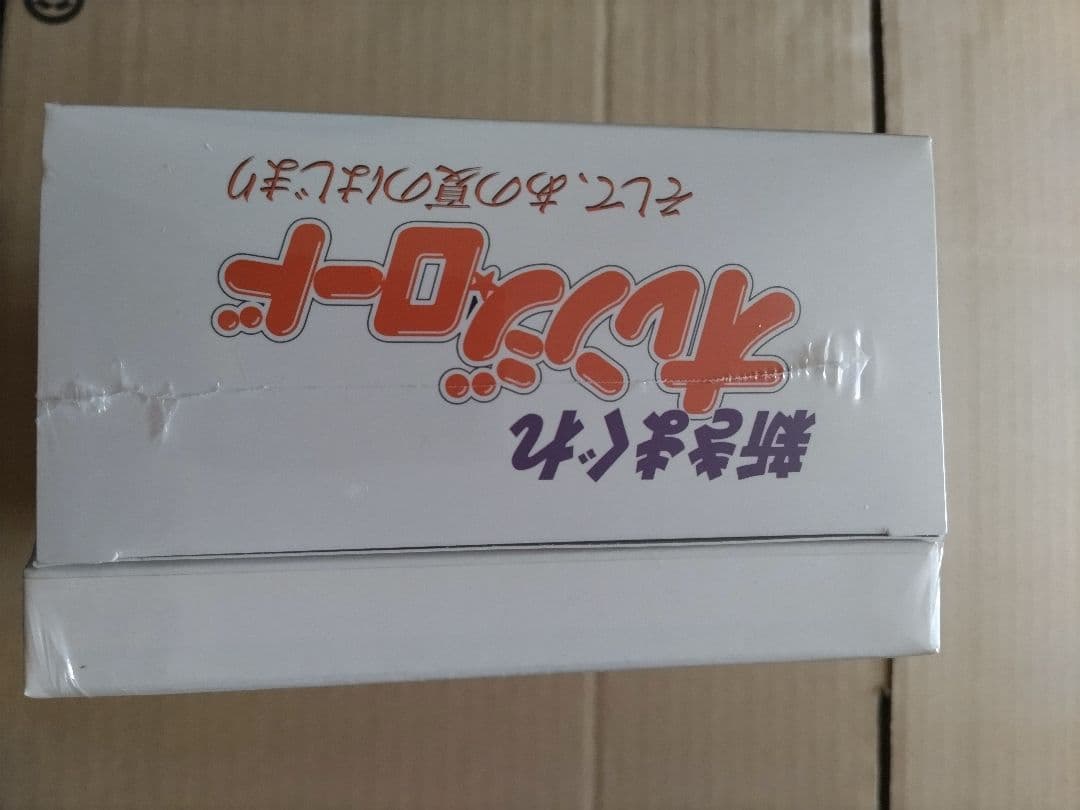 新きまぐれ
オレンジ☆ロード
そして、あの夏のはじまり